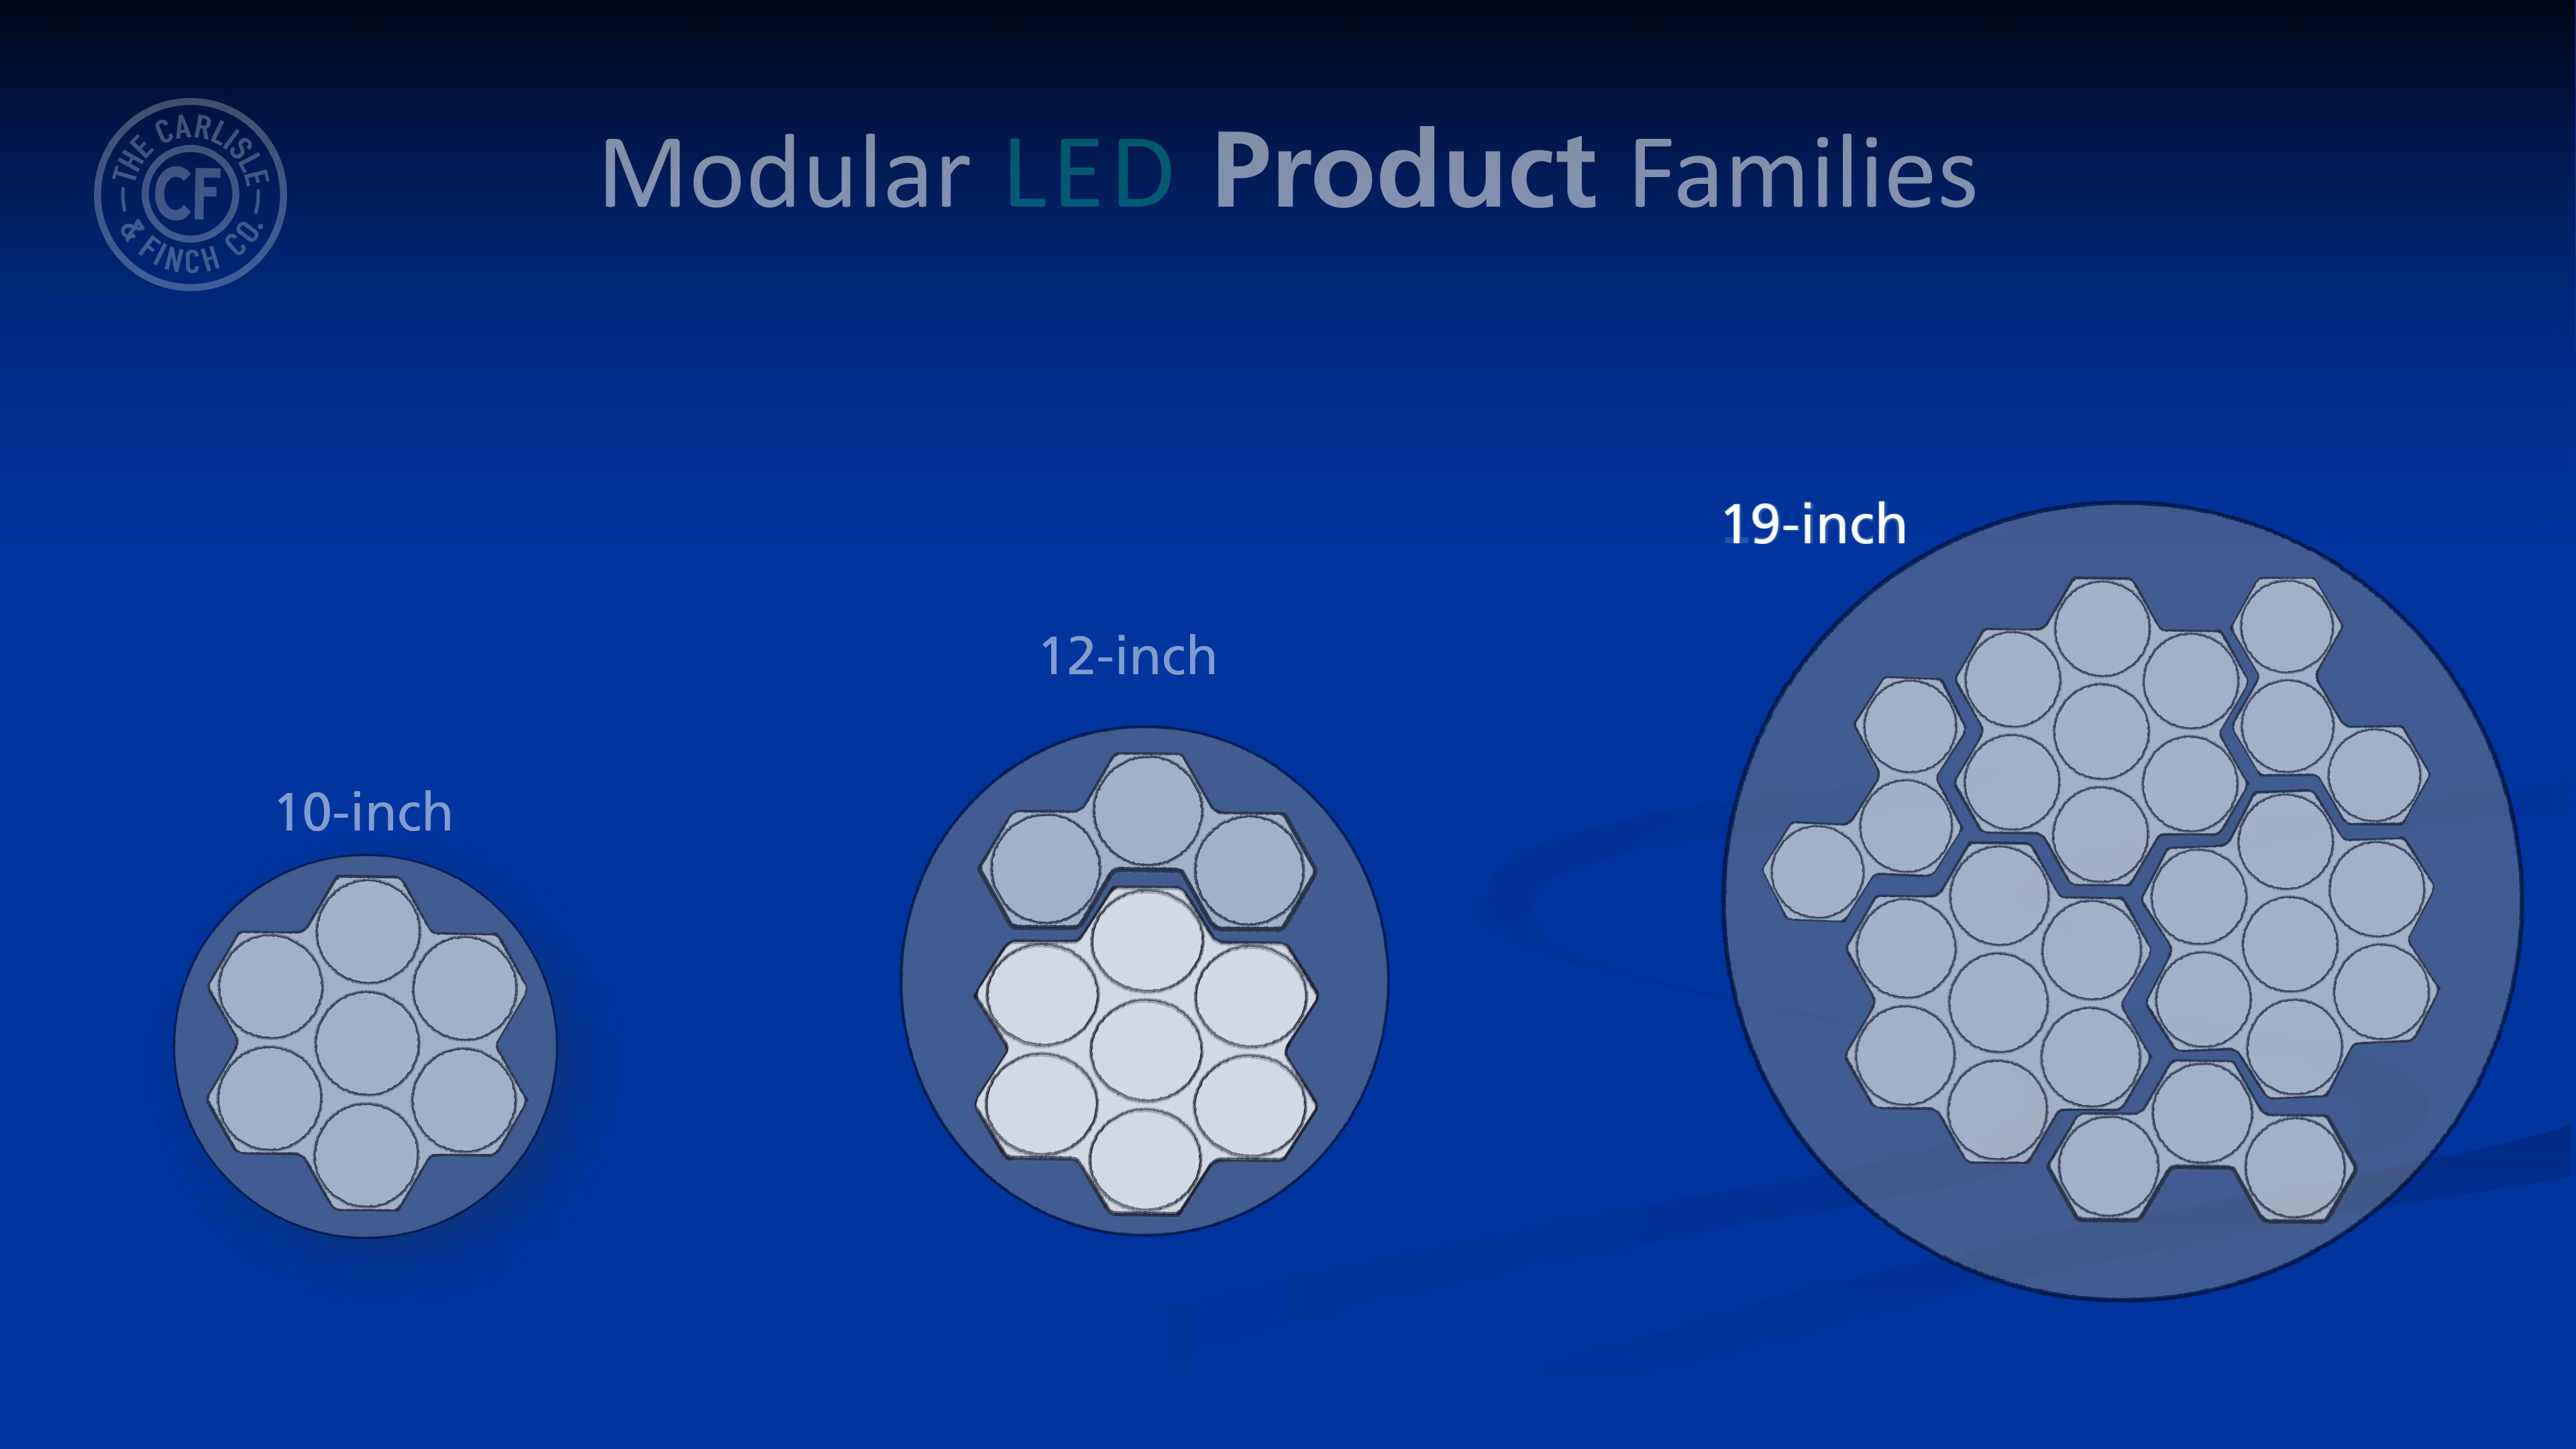 THE CARLISLE
CF
& FINCH CO.
Modular LED Product Families
19-inch
12-inch
10-inch